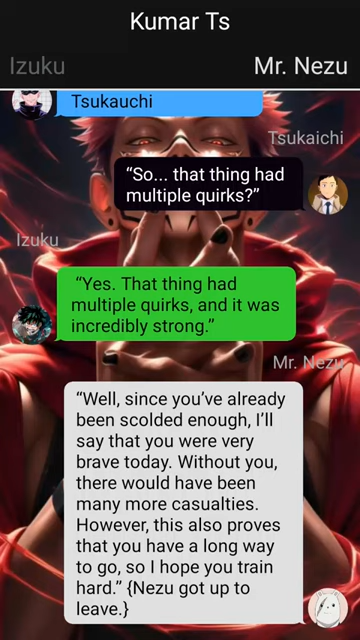 Kumar Ts
Izuku
Mr. Nezu
Tsukauchi
Tsukaichi
“So... that thing had
multiple quirks?”
Izuku
“Yes. That thing had
multiple quirks, and it was
incredibly strong.”
Mr. Nezu
“Well, since you’ve already
been scolded enough, I’ll
say that you were very
brave today. Without you,
there would have been
many more casualties.
However, this also proves
that you have a long way
to go, so I hope you train
hard.” {Nezu got up to
leave.}